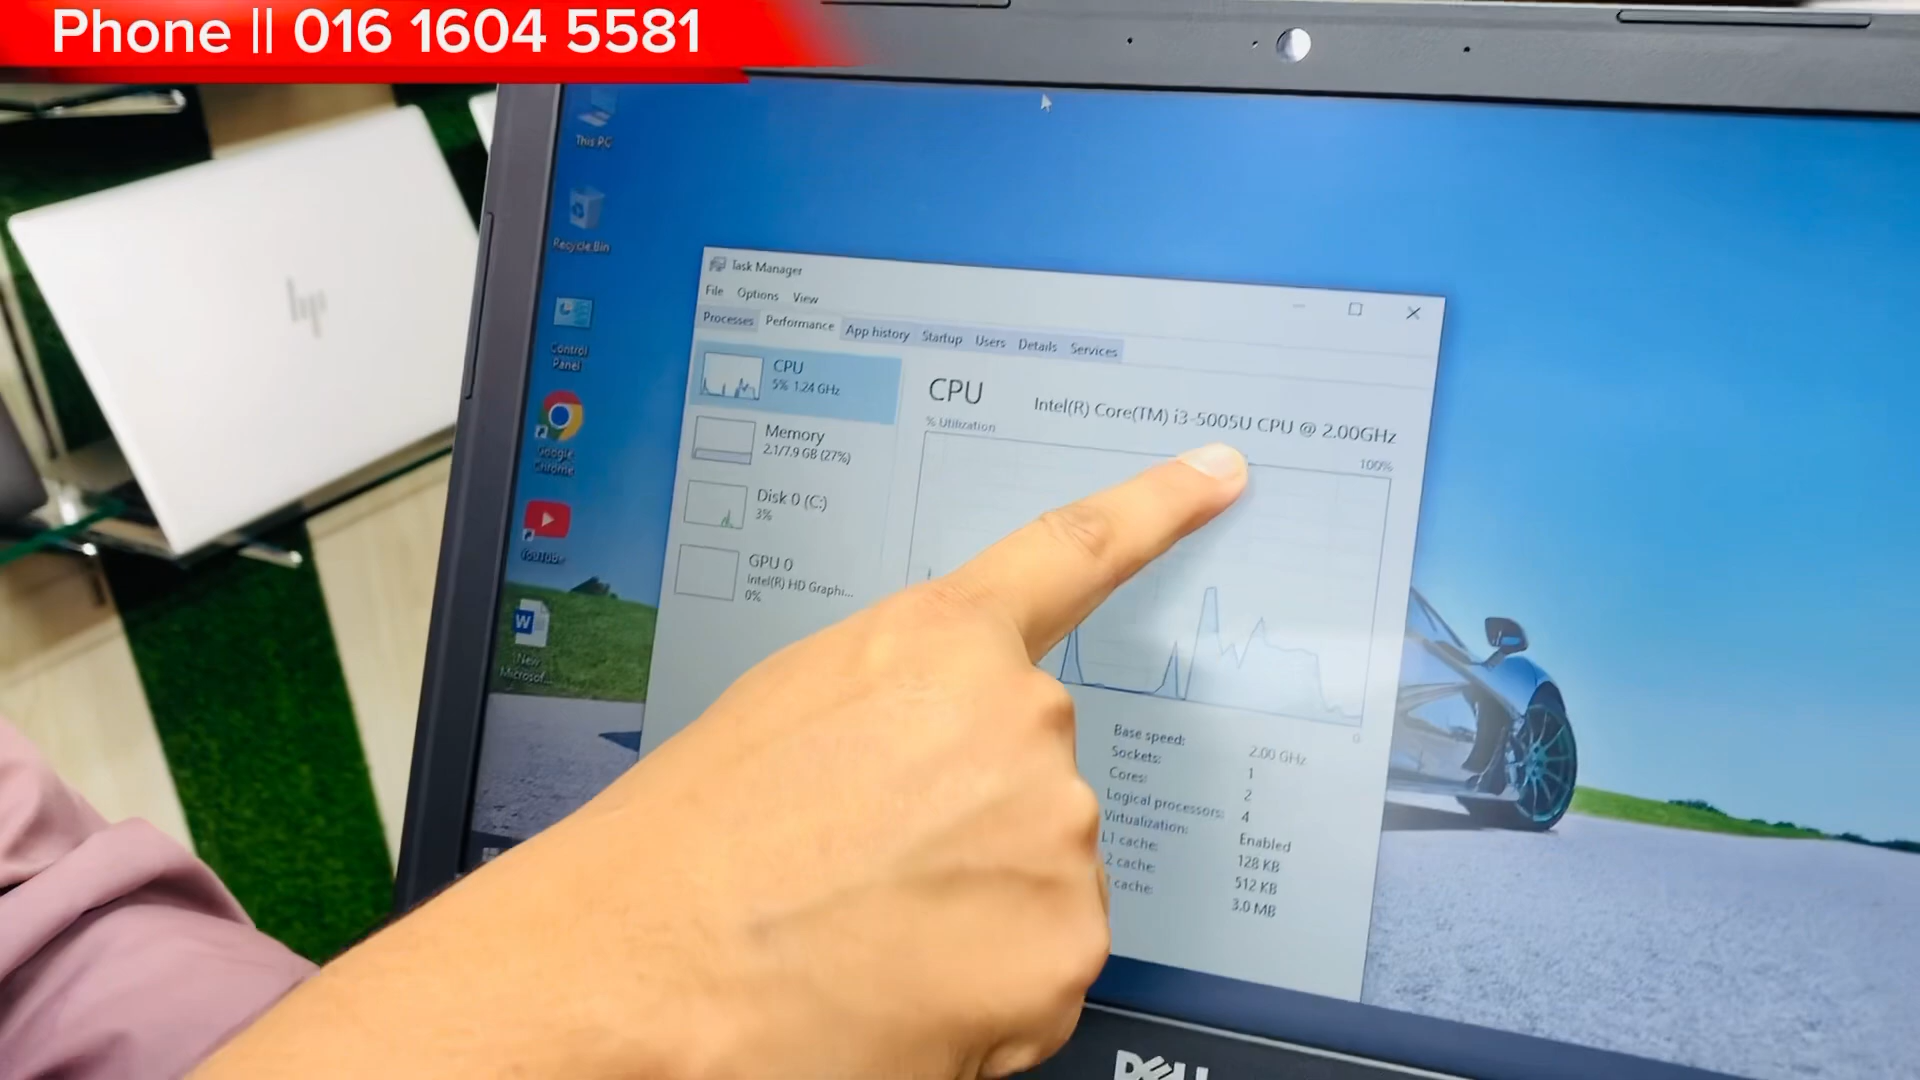 Phone || 016 1604 5581
This PC
Recycle Bin
Control
Panel
Google
Chrome
YouTube
W
New
Microsof...
hp
Task Manager
File Options View
Processes Performance App history Startup Users Details Services
CPU
5% 1.24 GHz
Memory
2.1/7.9 GB (27%)
Disk 0 (C:)
3%
GPU 0
Intel(R) HD Graphi...
0%
CPU
Intel(R) Core(TM) i3-5005U CPU @ 2.00GHz
% Utilization
100%
0
Base speed: 2.00 GHz
Sockets: 1
Cores: 2
Logical processors: 4
Virtualization: Enabled
L1 cache: 128 KB
2 cache: 512 KB
cache: 3.0 MB
DELL